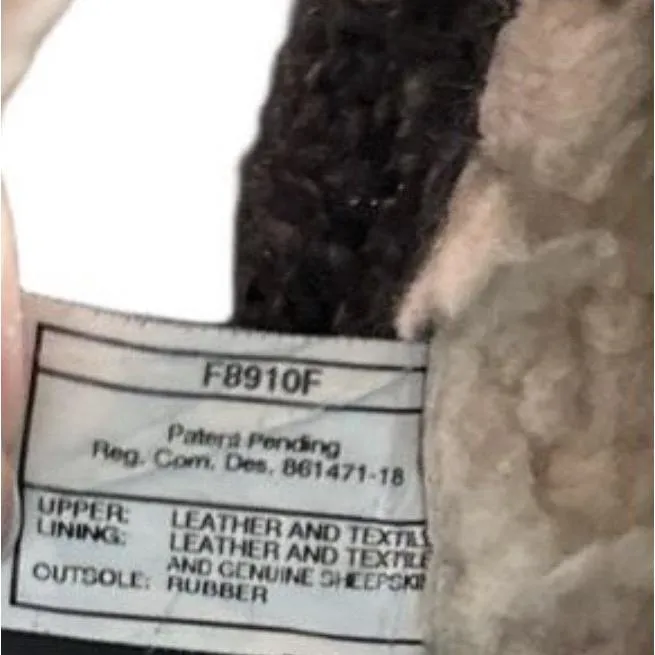 F8910F
Patent Pending
Reg. Com. Des. 861471-18
UPPER: LEATHER AND TEXTIL
LINING: LEATHER AND TEXTILE
AND GENUINE SHEEPSKI
OUTSOLE: RUBBER